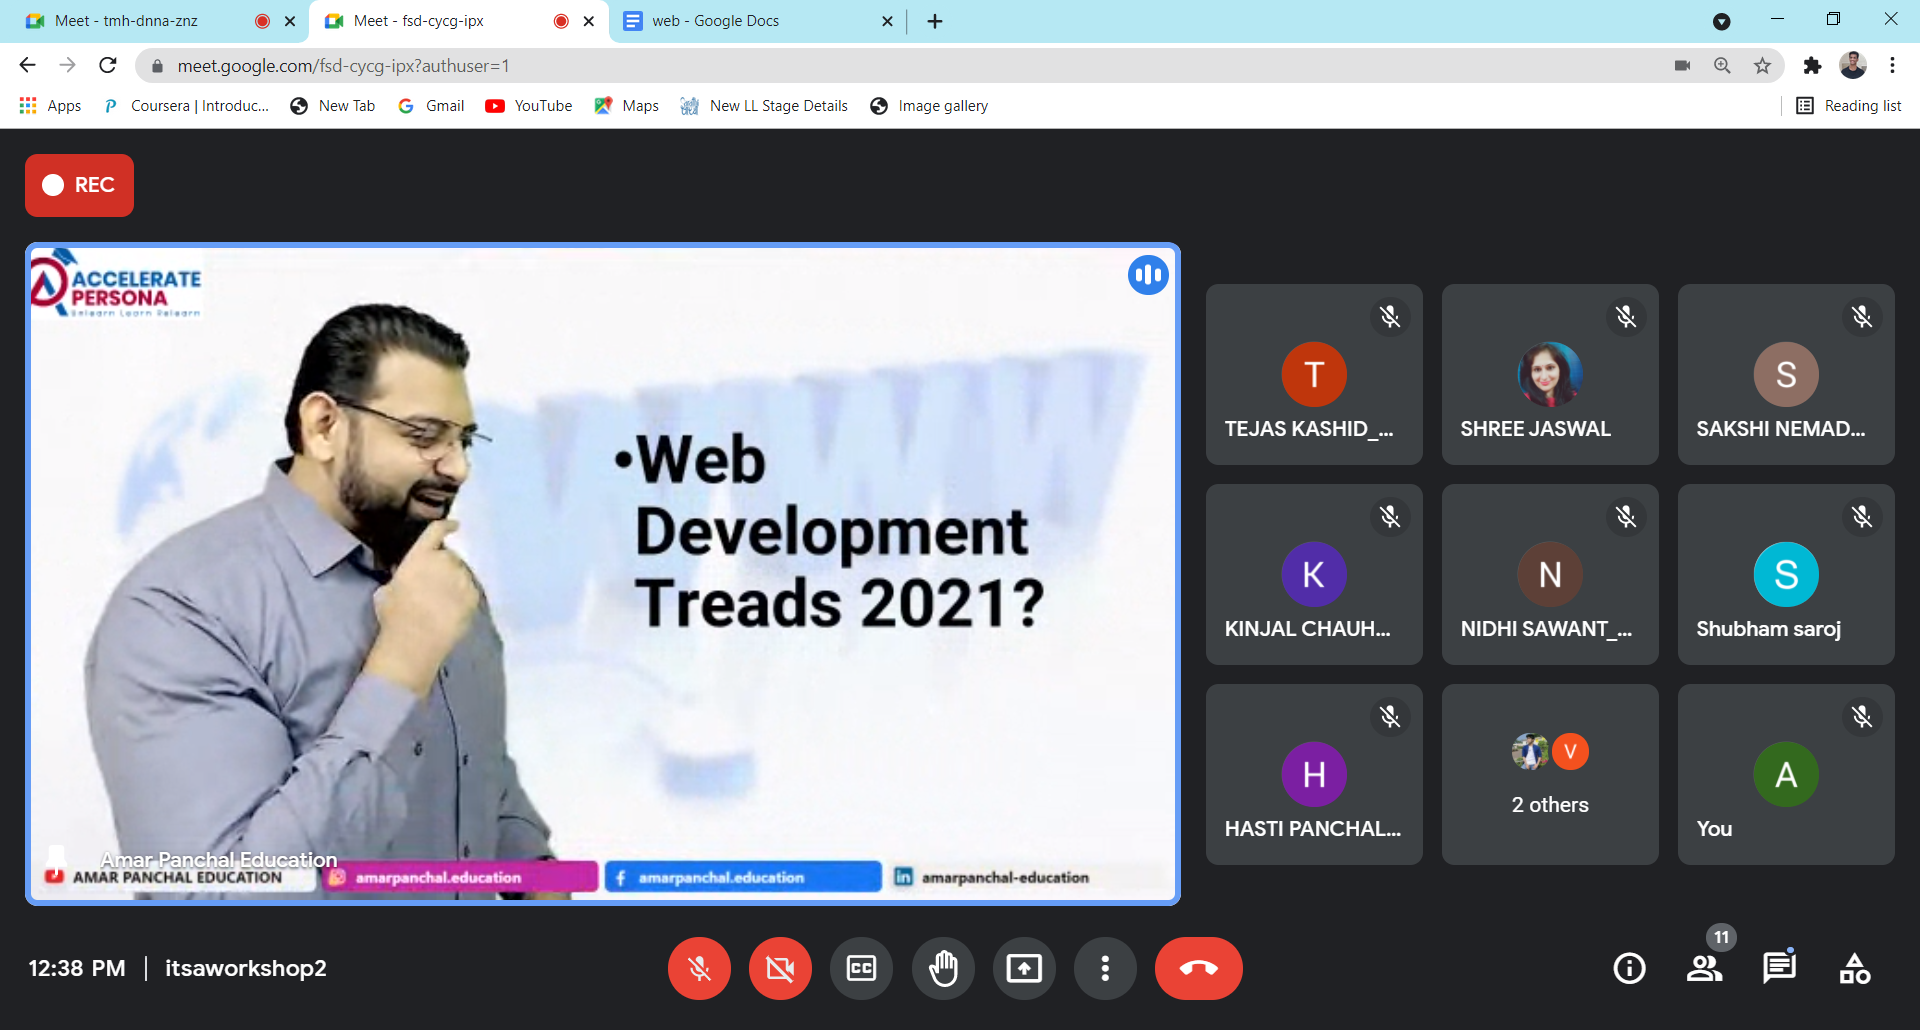 Meet - tmh-dnna-znz
Meet - fsd-cycg-ipx
web - Google Docs
meet.google.com/fsd-cycg-ipx?authuser=1
Apps
Coursera | Introduc...
New Tab
Gmail
YouTube
Maps
New LL Stage Details
Image gallery
Reading list
REC
ACCELERATE
PERSONA
Unlearn Learn Relearn
•Web
Development
Treads 2021?
Amar Panchal Education
AMAR PANCHAL EDUCATION
amarpanchal.education
amarpanchal.education
amarpanchal-education
T
TEJAS KASHID_...
SHREE JASWAL
S
SAKSHI NEMAD...
K
KINJAL CHAUH...
N
NIDHI SAWANT_...
S
Shubham saroj
H
HASTI PANCHAL...
V
2 others
A
You
12:38 PM | itsaworkshop2
CC
11